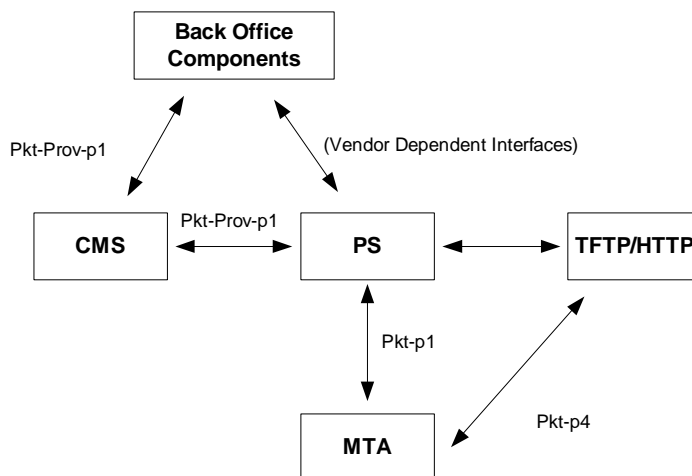 Back Office
Components
Pkt-Prov-p1
(Vendor Dependent Interfaces)
Pkt-Prov-p1
CMS
PS
TFTP/HTTP
Pkt-p1
Pkt-p4
MTA